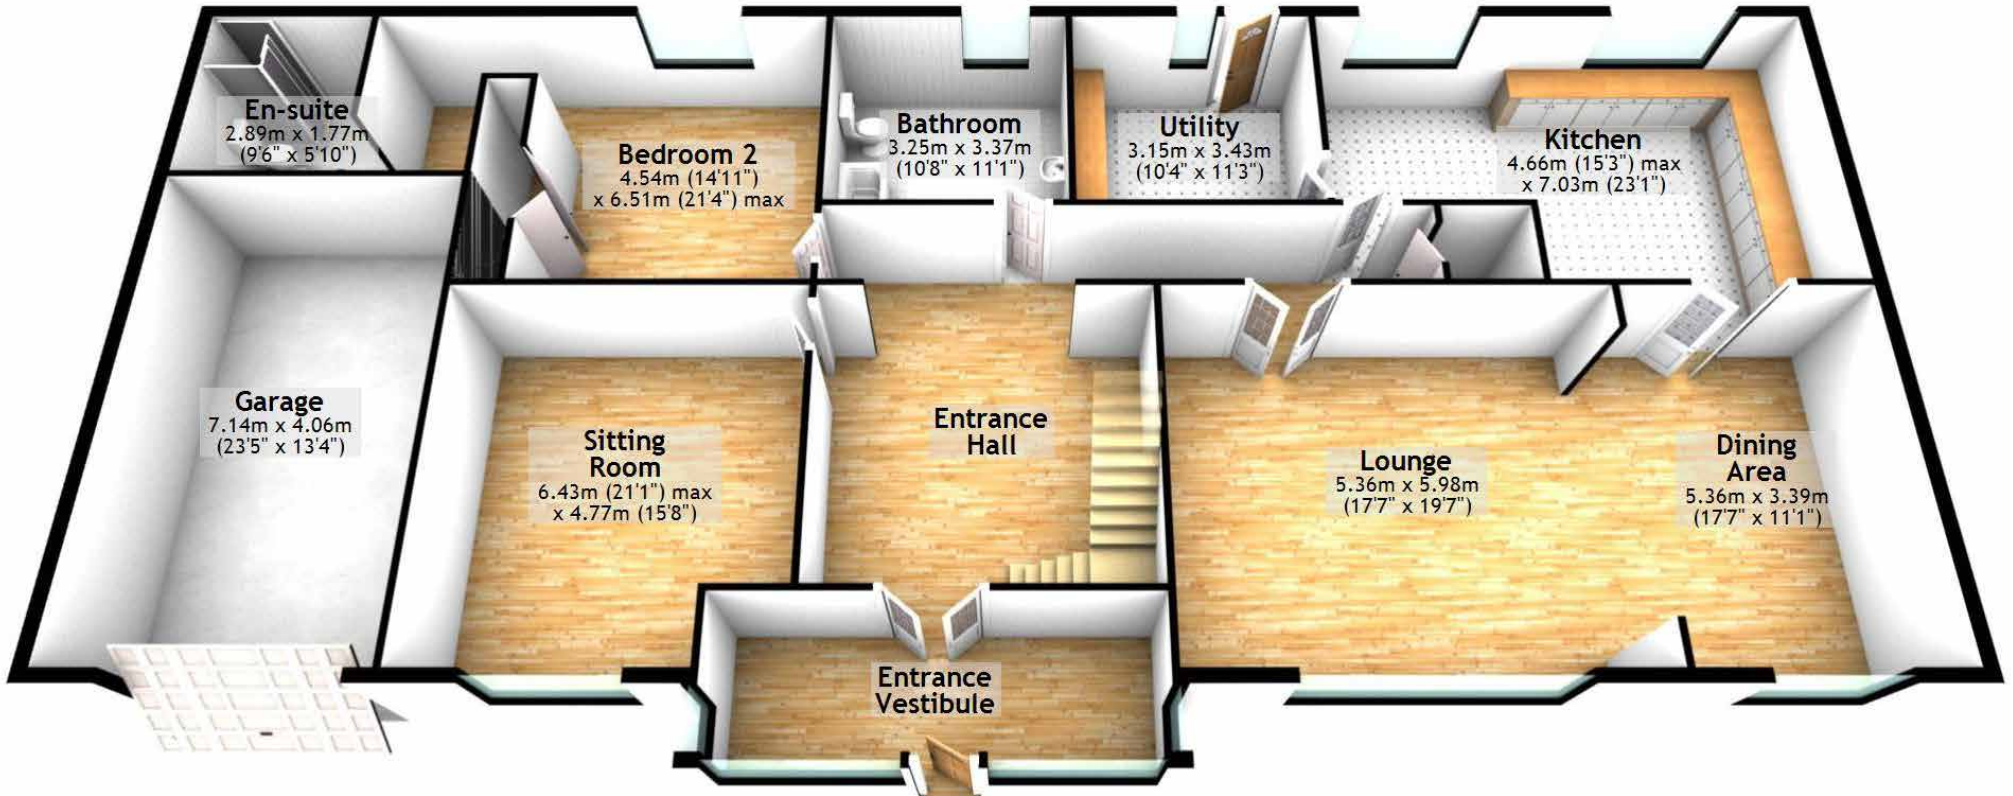 En-suite
2.89m x 1.77m
(9'6" x 5'10")
Bedroom 2
4.54m (14'11")
x 6.51m (21'4") max
Bathroom
3.25m x 3.37m
(10'8" x 11'1")
Utility
3.15m x 3.43m
(10'4" x 11'3")
Kitchen
4.66m (15'3") max
x 7.03m (23'1")
Garage
7.14m x 4.06m
(23'5" x 13'4")
Sitting
Room
6.43m (21'1") max
x 4.77m (15'8")
Entrance
Hall
Lounge
5.36m x 5.98m
(17'7" x 19'7")
Dining
Area
5.36m x 3.39m
(17'7" x 11'1")
Entrance
Vestibule